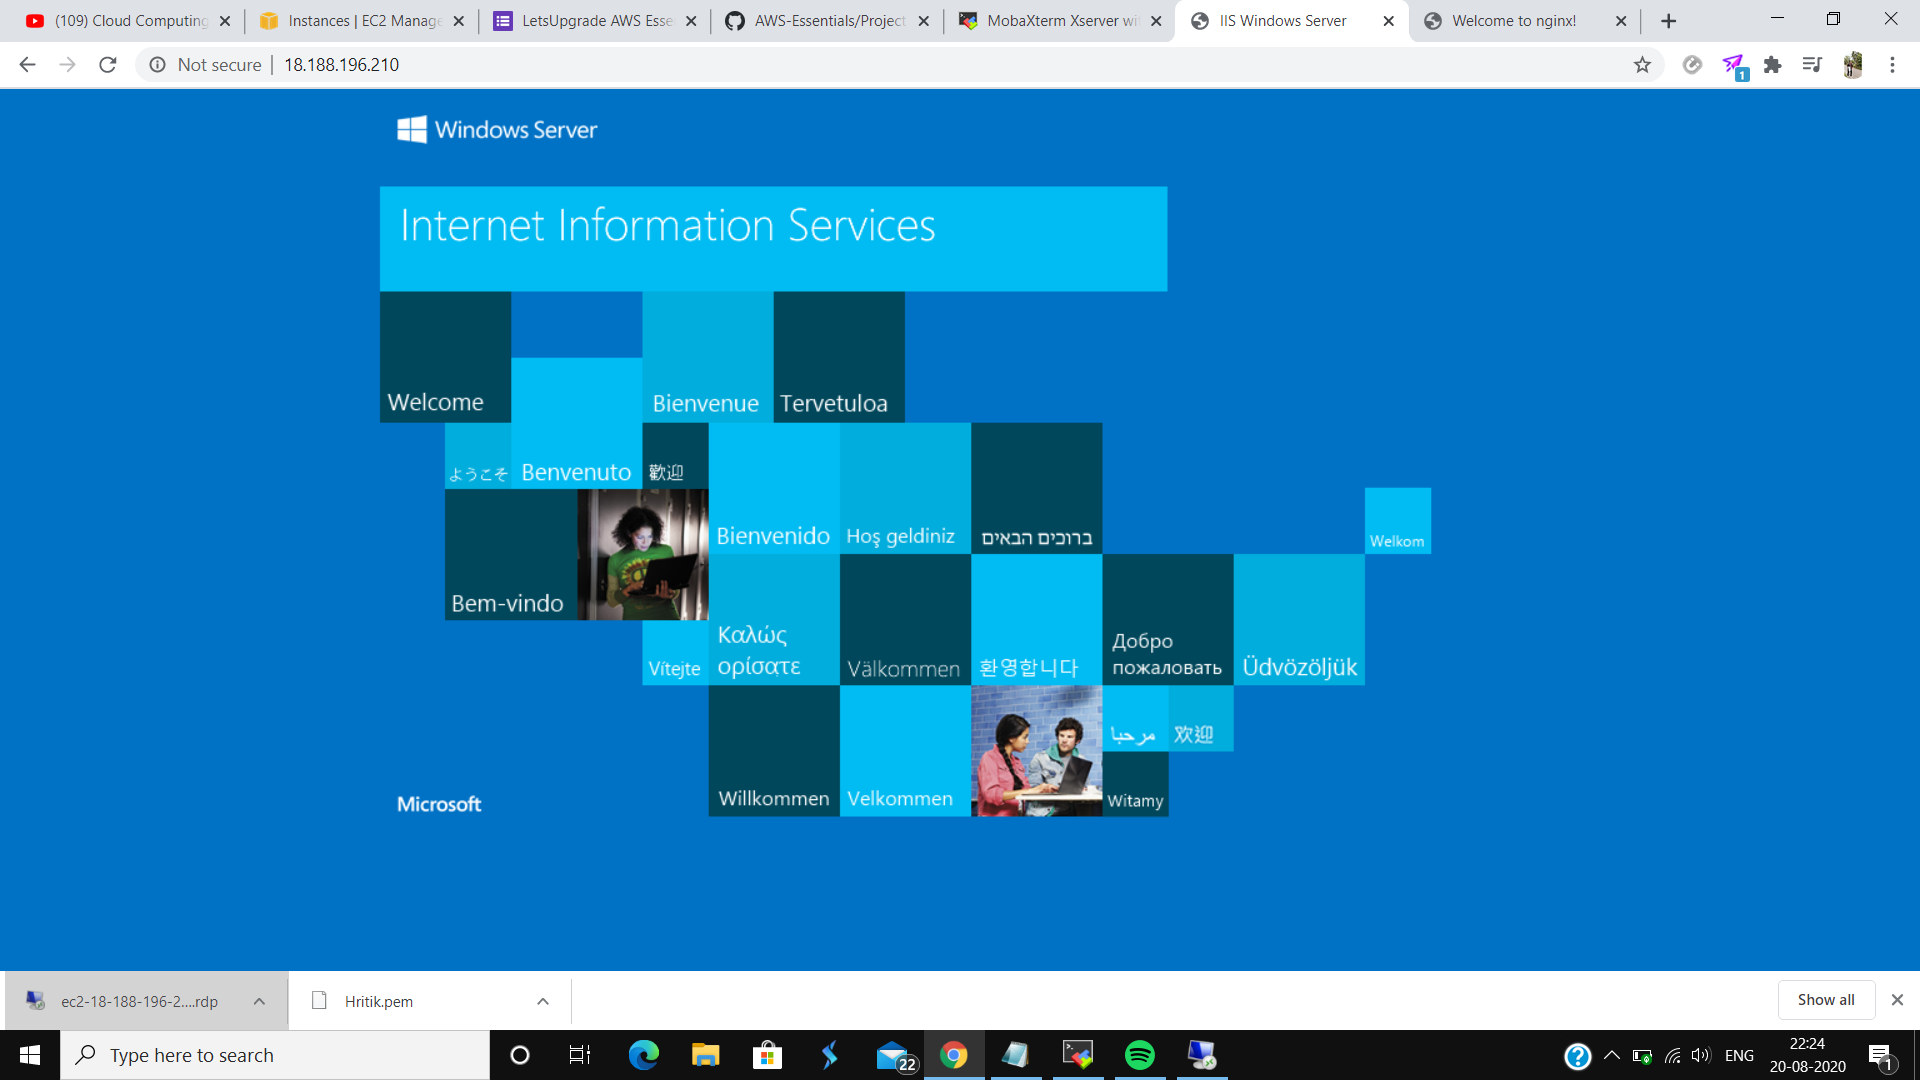 (109) Cloud Computing
Instances | EC2 Manage
LetsUpgrade AWS Esse
AWS-Essentials/Project
MobaXterm Xserver wi
IIS Windows Server
Welcome to nginx!
Not secure
18.188.196.210
1
Windows Server
Internet Information Services
Welcome
Bienvenue
Tervetuloa
ようこそ
Benvenuto
歡迎
Bienvenido
Hoş geldiniz
ברוכים הבאים
Welkom
Bem-vindo
Vítejte
Καλώς
ορίσατε
Välkommen
환영합니다
Добро
пожаловать
Üdvözöljük
مرحبا
欢迎
Willkommen
Velkommen
Witamy
Microsoft
ec2-18-188-196-2....rdp
Hritik.pem
Show all
Type here to search
22
ENG
22:24
20-08-2020
1